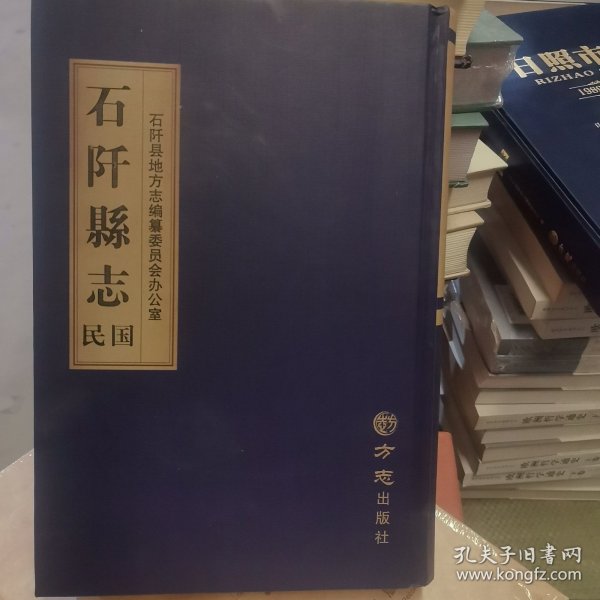 石阡縣志
民国
石阡县地方志编纂委员会办公室
方志
出版社
日照市
RIZHAO
孔夫子旧书网
www.kongfz.com